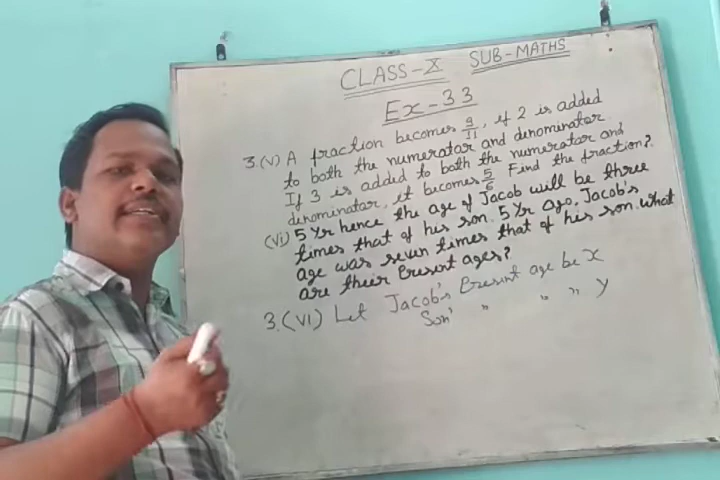 CLASS-X SUB-MATHS
Ex-33
3.(V) A fraction becomes 9/11, if 2 is added
to both the numerator and denominator.
If 3 is added to both the numerator and
denominator, it becomes 5/6 Find the fraction?
(Vi) 5 Yr hence the age of Jacob will be three
times that of his son. 5 Yr ago, Jacob's
age was seven times that of his son. What
are their Present ages?
3.(VI) Let Jacob's Present age be x
Son' " " " y